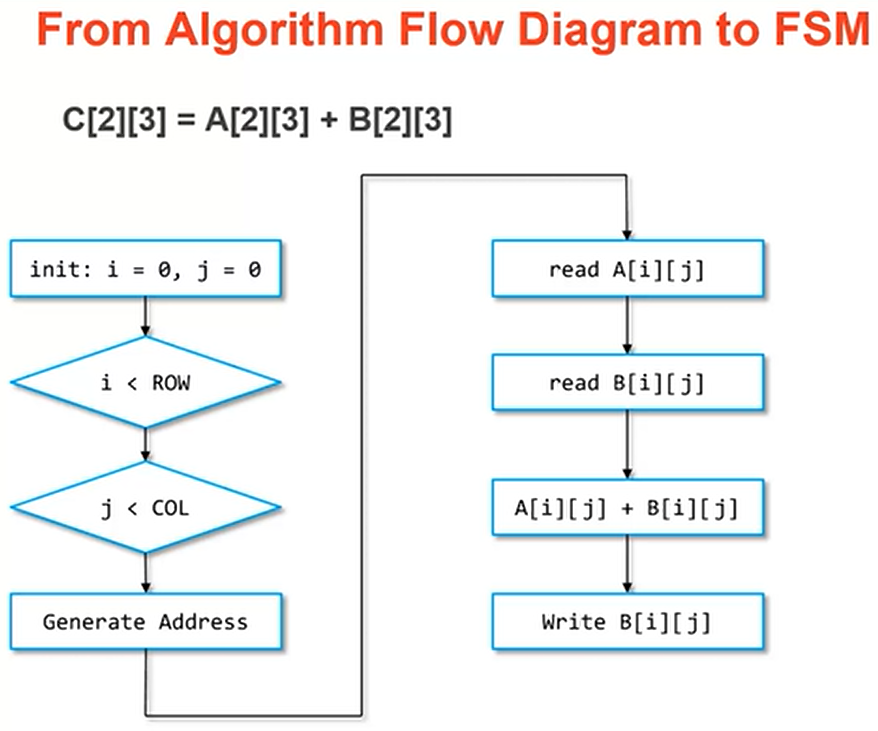 From Algorithm Flow Diagram to FSM
C[2][3] = A[2][3] + B[2][3]
init: i = 0, j = 0
i < ROW
j < COL
Generate Address
read A[i][j]
read B[i][j]
A[i][j] + B[i][j]
Write B[i][j]